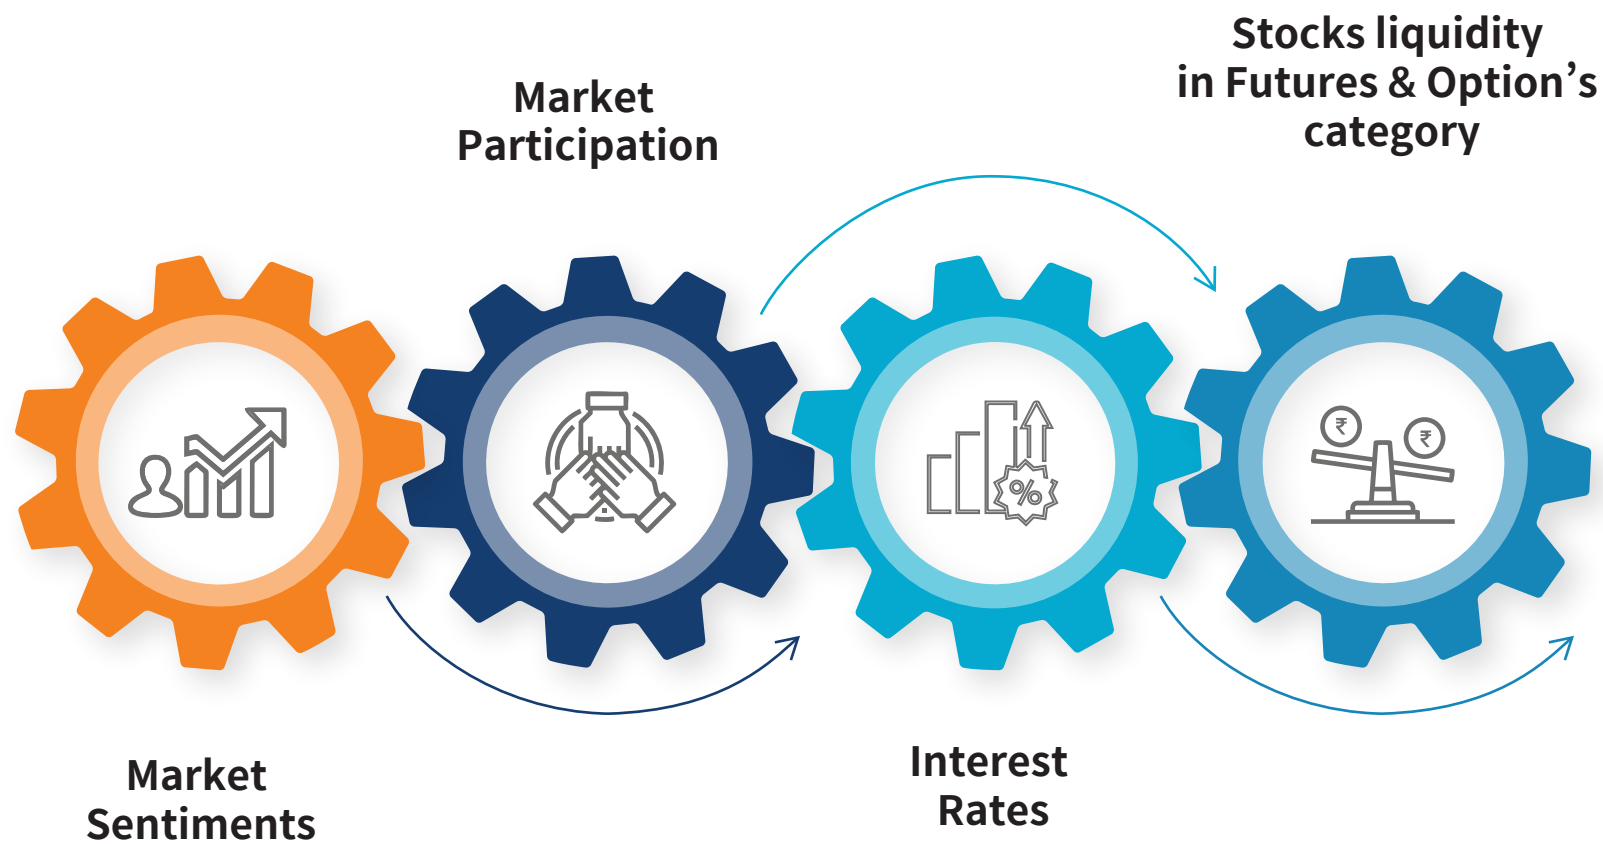 Market
Sentiments
Market
Participation
Interest
Rates
Stocks liquidity
in Futures & Option’s
category
%
₹
₹